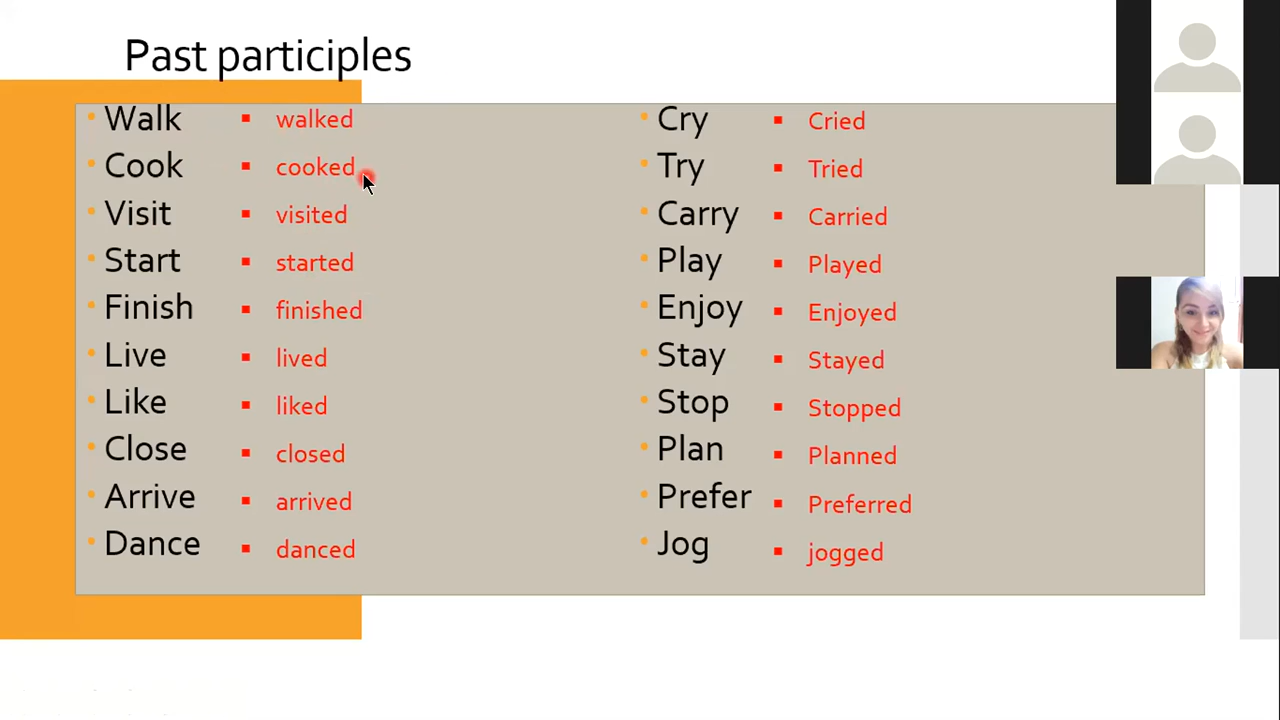 Past participles
Walk
Cook
Visit
Start
Finish
Live
Like
Close
Arrive
Dance
walked
cooked
visited
started
finished
lived
liked
closed
arrived
danced
Cry
Try
Carry
Play
Enjoy
Stay
Stop
Plan
Prefer
Jog
Cried
Tried
Carried
Played
Enjoyed
Stayed
Stopped
Planned
Preferred
jogged